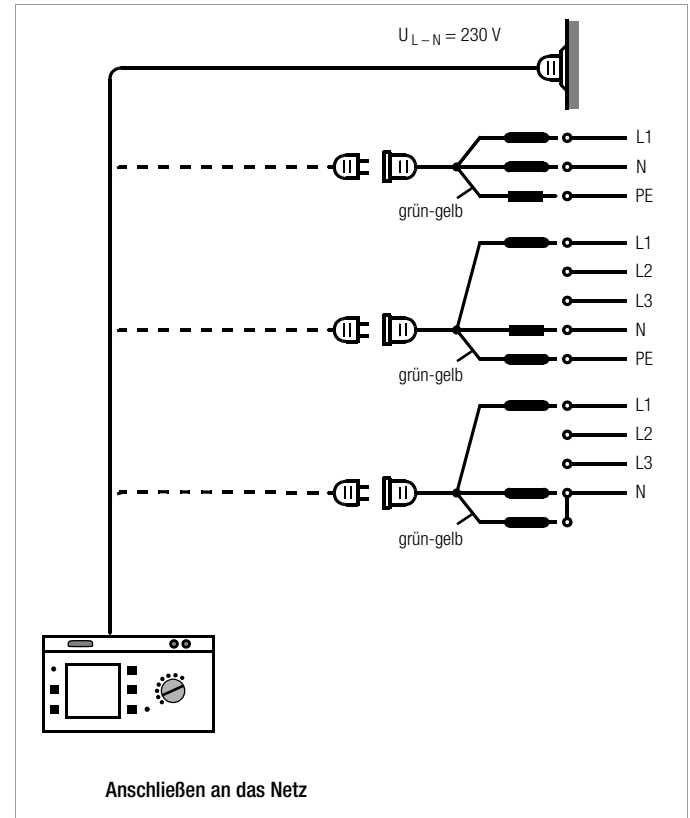 U L – N = 230 V
L1
N
PE
grün-gelb
L1
L2
L3
N
PE
grün-gelb
L1
L2
L3
N
grün-gelb
Anschließen an das Netz